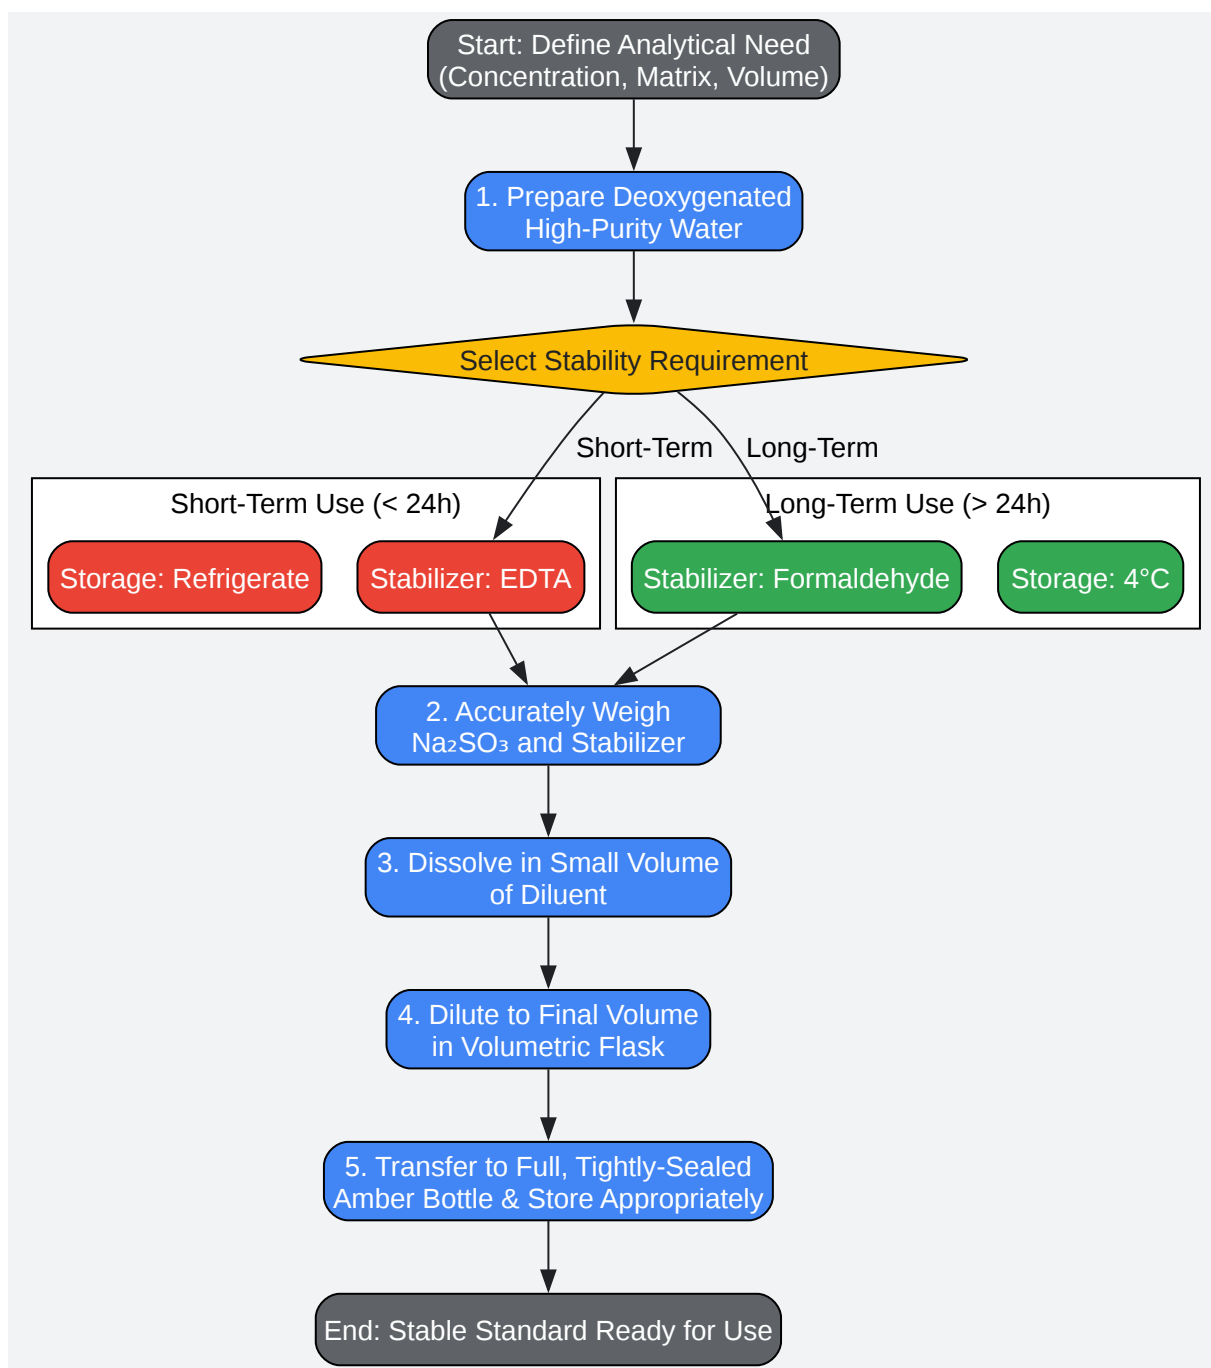 Start: Define Analytical Need
(Concentration, Matrix, Volume)
1. Prepare Deoxygenated
High-Purity Water
Select Stability Requirement
Short-Term
Long-Term
Short-Term Use (< 24h)
Storage: Refrigerate
Stabilizer: EDTA
Long-Term Use (> 24h)
Stabilizer: Formaldehyde
Storage: 4°C
2. Accurately Weigh
Na₂SO₃ and Stabilizer
3. Dissolve in Small Volume
of Diluent
4. Dilute to Final Volume
in Volumetric Flask
5. Transfer to Full, Tightly-Sealed
Amber Bottle & Store Appropriately
End: Stable Standard Ready for Use